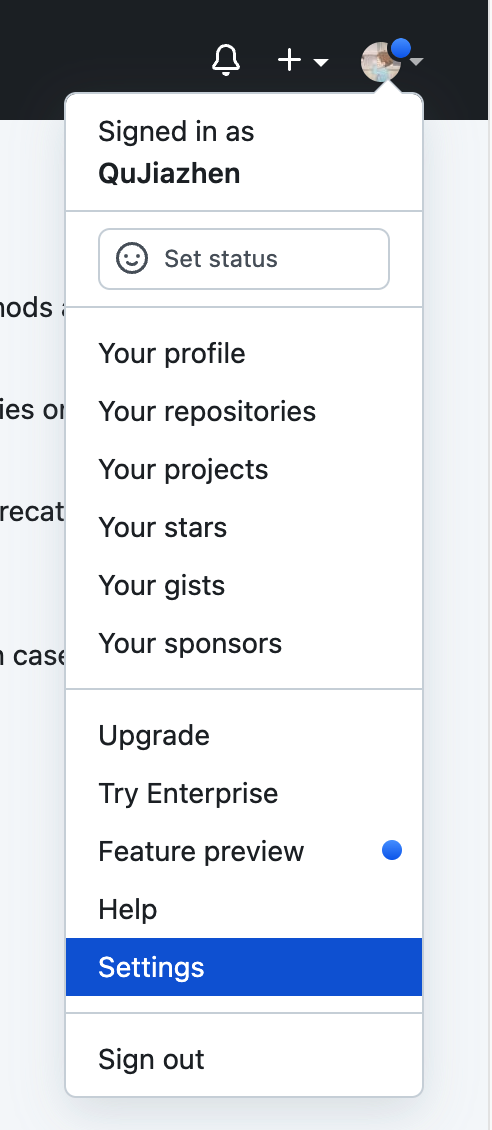 Signed in as
QuJiazhen
Set status
Your profile
Your repositories
Your projects
Your stars
Your gists
Your sponsors
Upgrade
Try Enterprise
Feature preview
Help
Settings
Sign out